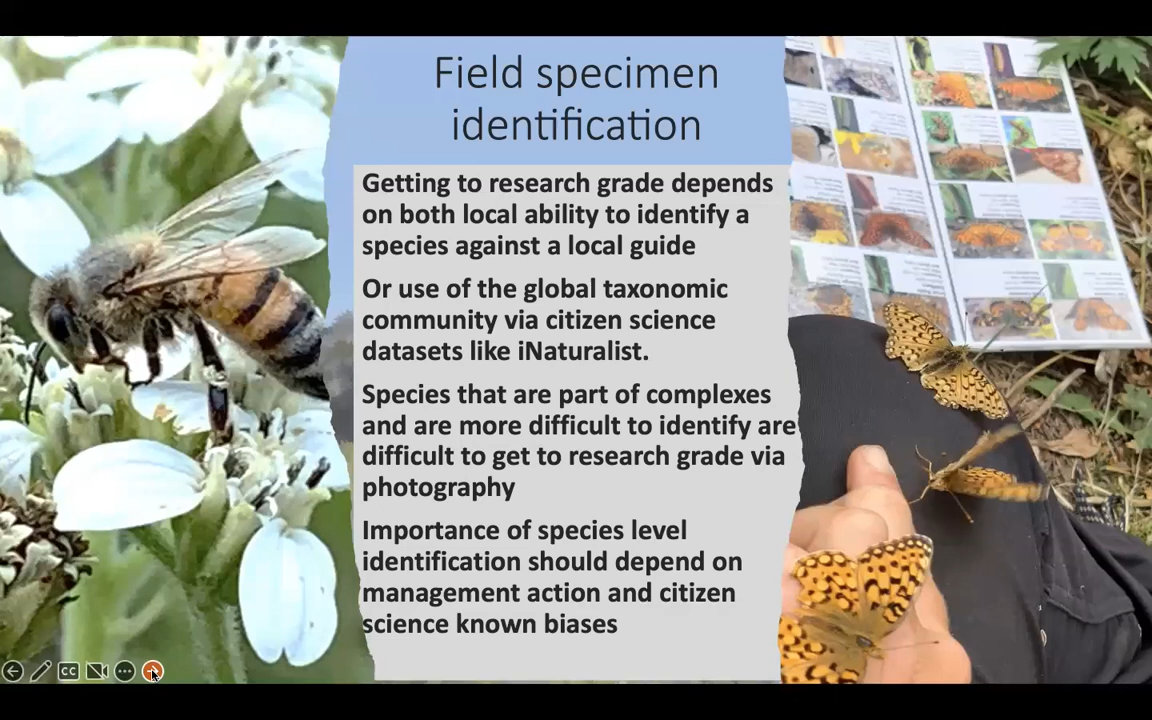 Field specimen
identification
Getting to research grade depends
on both local ability to identify a
species against a local guide
Or use of the global taxonomic
community via citizen science
datasets like iNaturalist.
Species that are part of complexes
and are more difficult to identify are
difficult to get to research grade via
photography
Importance of species level
identification should depend on
management action and citizen
science known biases
CC